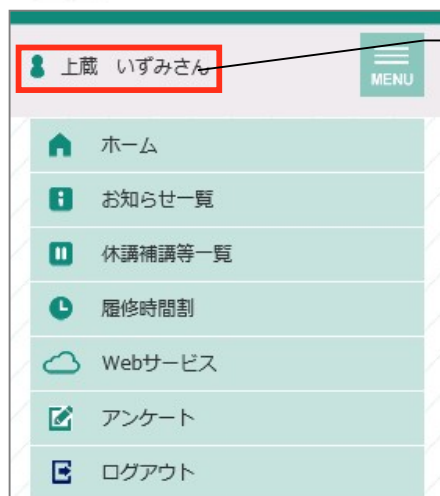 上蔵　いずみさん
MENU
ホーム
お知らせ一覧
休講補講等一覧
履修時間割
Webサービス
アンケート
ログアウト